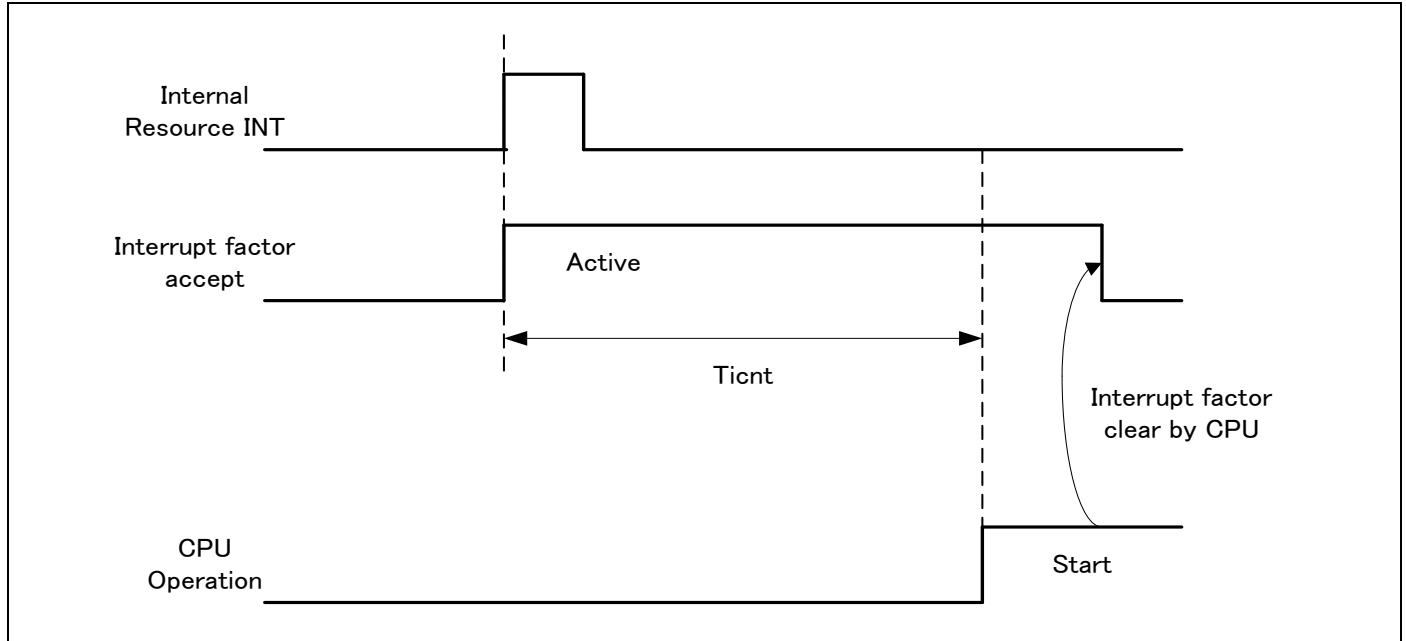 Internal
Resource INT
Interrupt factor
accept
Active
Ticnt
Interrupt factor
clear by CPU
CPU
Operation
Start